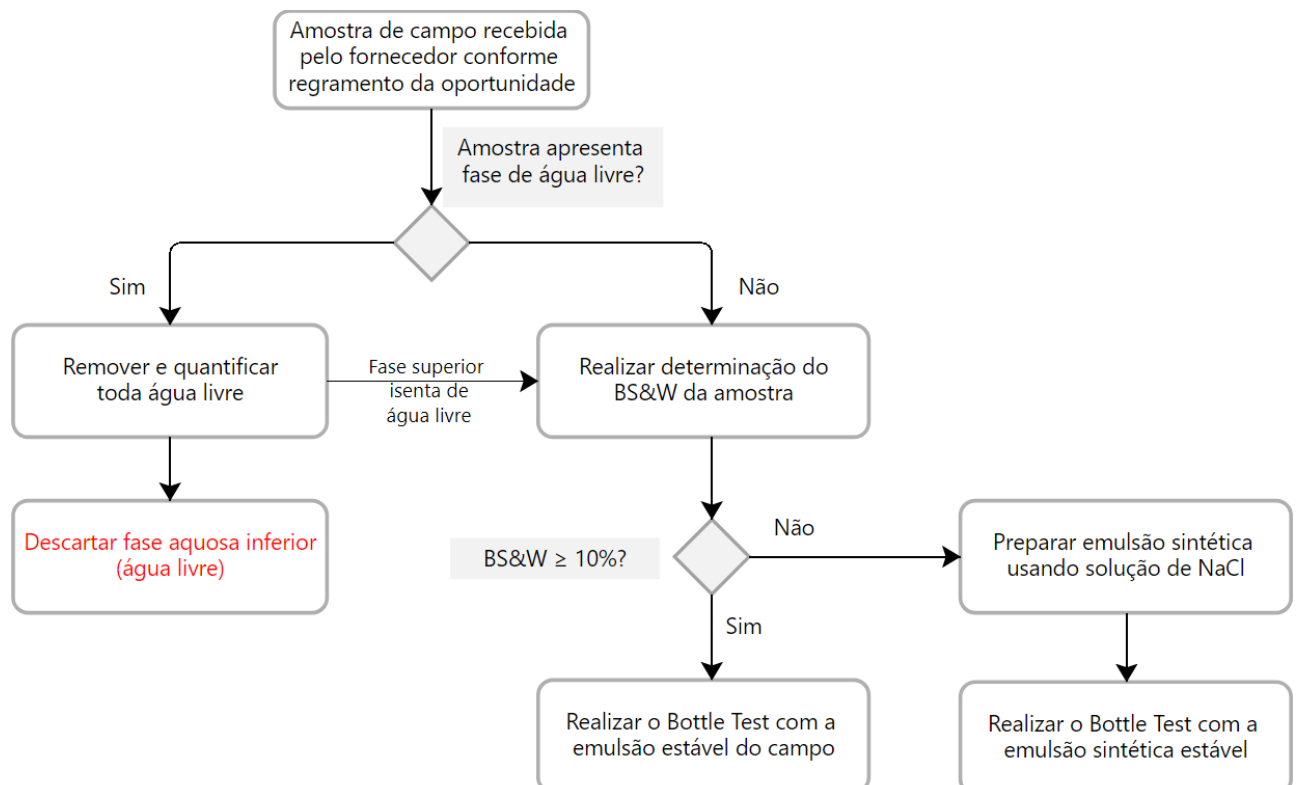 Amostra de campo recebida
pelo fornecedor conforme
regramento da oportunidade
Amostra apresenta
fase de água livre?
Sim
Não
Remover e quantificar
toda água livre
Fase superior
isenta de
água livre
Realizar determinação do
BS&W da amostra
Descartar fase aquosa inferior
(água livre)
BS&W ≥ 10%?
Não
Preparar emulsão sintética
usando solução de NaCl
Sim
Realizar o Bottle Test com a
emulsão estável do campo
Realizar o Bottle Test com a
emulsão sintética estável